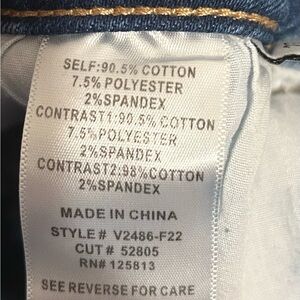 SELF:90.5% COTTON
7.5% POLYESTER
2%SPANDEX
CONTRAST1:90.5% COTTON
7.5%POLYESTER
2%SPANDEX
CONTRAST2:98%COTTON
2%SPANDEX
MADE IN CHINA
STYLE# V2486-F22
CUT # 52805
RN# 125813
SEE REVERSE FOR CARE